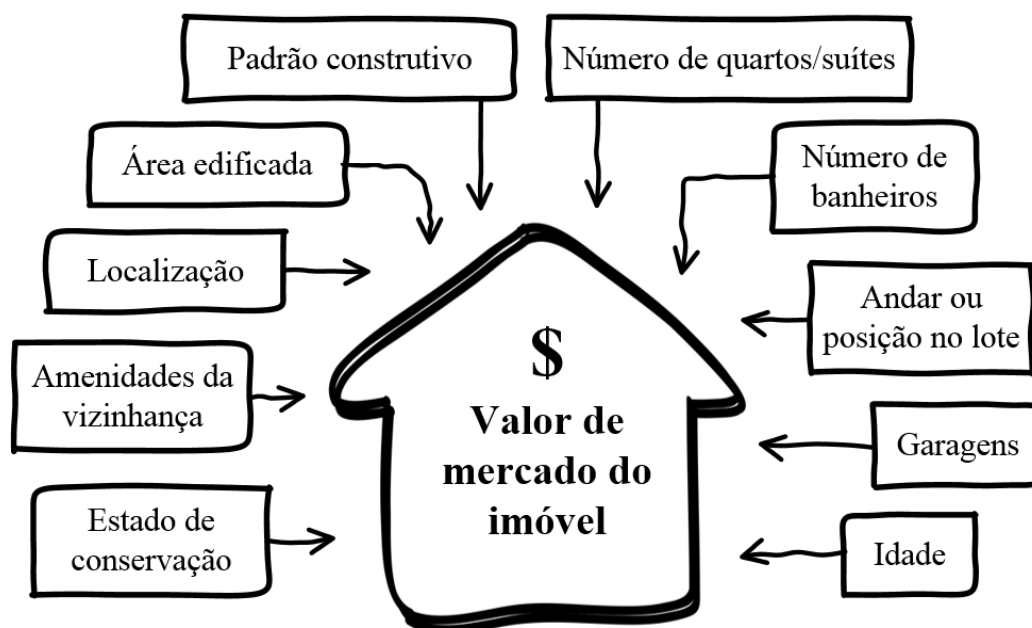 Padrão construtivo
Número de quartos/suítes
Área edificada
Número de
banheiros
Localização
Andar ou
posição no lote
Amenidades da
vizinhança
$
Valor de
mercado do
imóvel
Garagens
Estado de
conservação
Idade